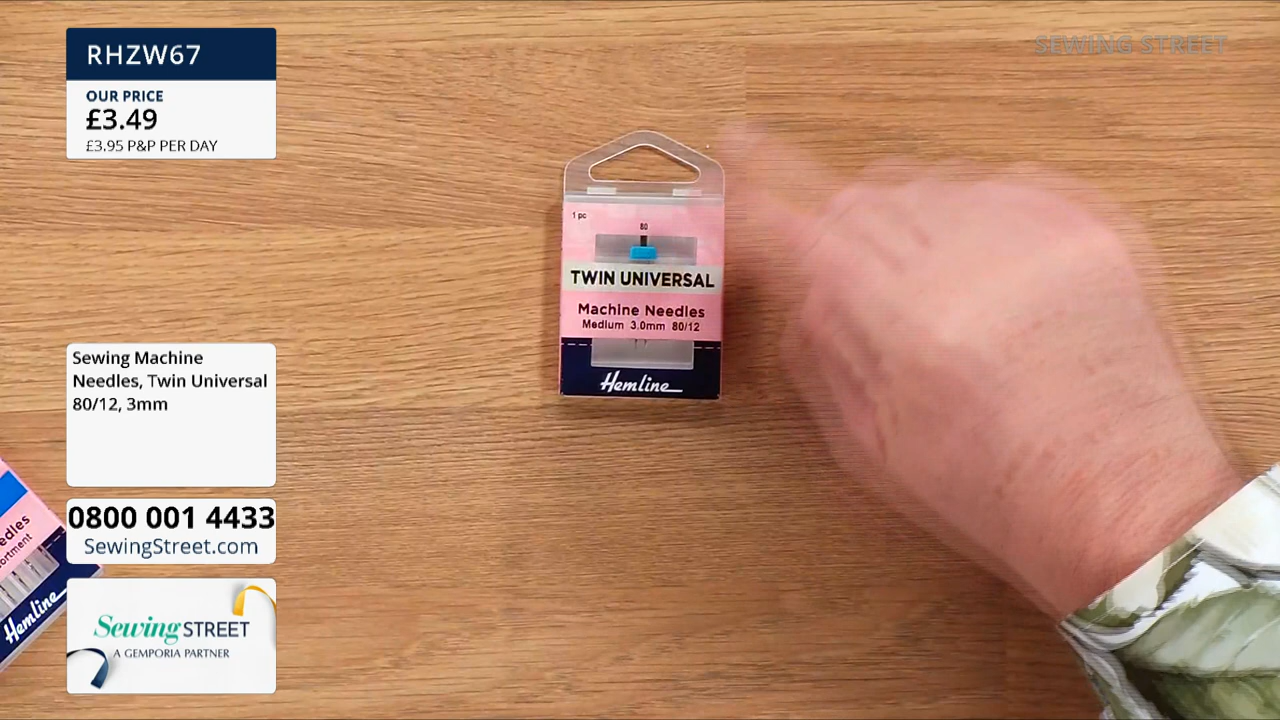 RHZW67
OUR PRICE
£3.49
£3.95 P&P PER DAY
SEWING STREET
1 pc
80
TWIN UNIVERSAL
Machine Needles
Medium 3.0mm 80/12
Hemline
Sewing Machine
Needles, Twin Universal
80/12, 3mm
0800 001 4433
SewingStreet.com
Hemline
Sewing STREET
A GEMPORIA PARTNER